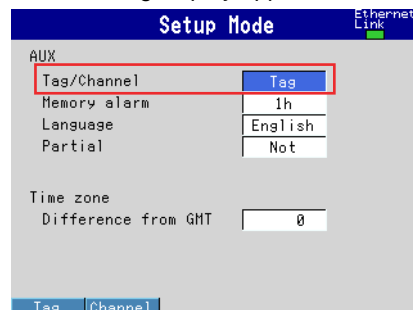 Setup Mode
Ethernet
Link
AUX
Tag/Channel Tag
Memory alarm 1h
Language English
Partial Not
Time zone
Difference from GMT 0
Tag Channel